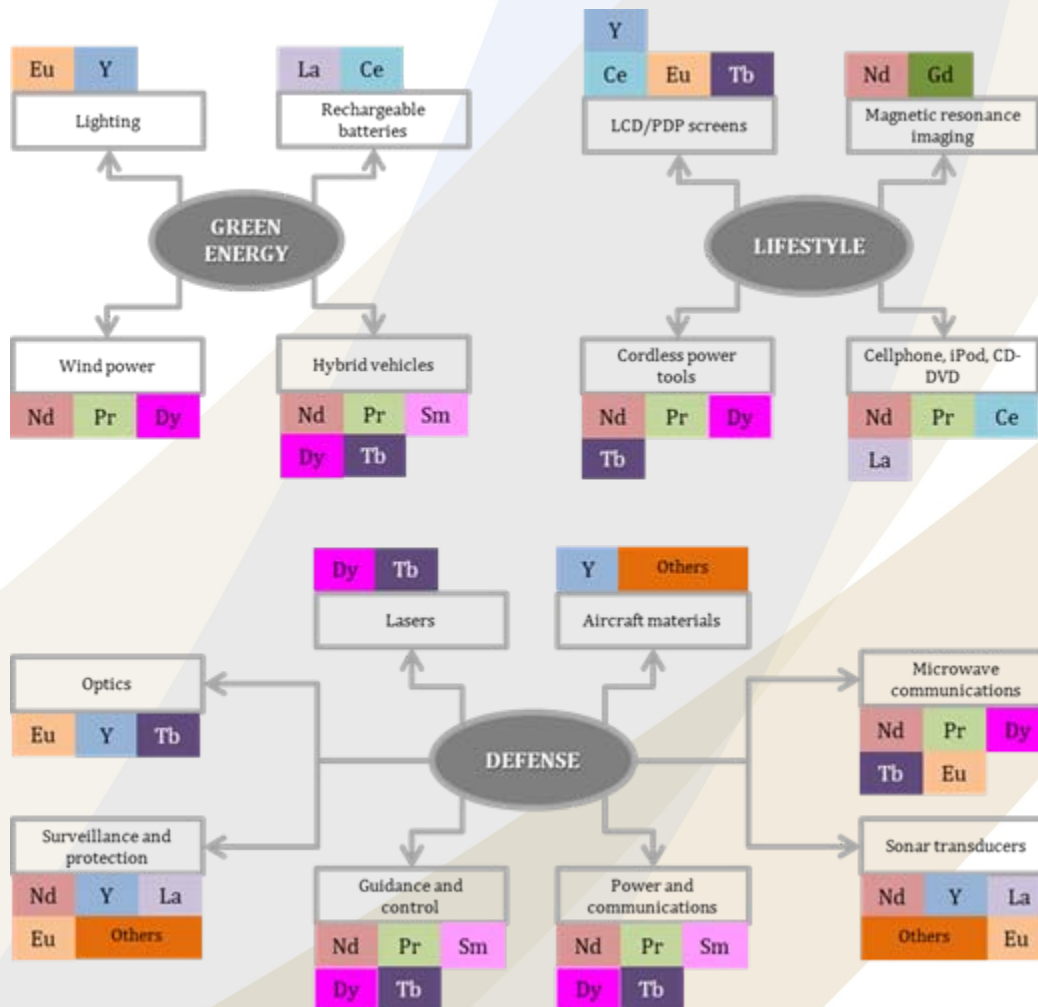 Eu Y
Lighting
La Ce
Rechargeable
batteries
GREEN
ENERGY
Wind power
Nd Pr Dy
Hybrid vehicles
Nd Pr Sm
Dy Tb
Y
Ce Eu Tb
LCD/PDP screens
Nd Gd
Magnetic resonance
imaging
LIFESTYLE
Cordless power
tools
Nd Pr Dy
Tb
Cellphone, iPod, CD-
DVD
Nd Pr Ce
La
Dy Tb
Lasers
Y Others
Aircraft materials
Optics
Eu Y Tb
DEFENSE
Microwave
communications
Nd Pr Dy
Tb Eu
Surveillance and
protection
Nd Y La
Eu Others
Guidance and
control
Nd Pr Sm
Dy Tb
Power and
communications
Nd Pr Sm
Dy Tb
Sonar transducers
Nd Y La
Others Eu